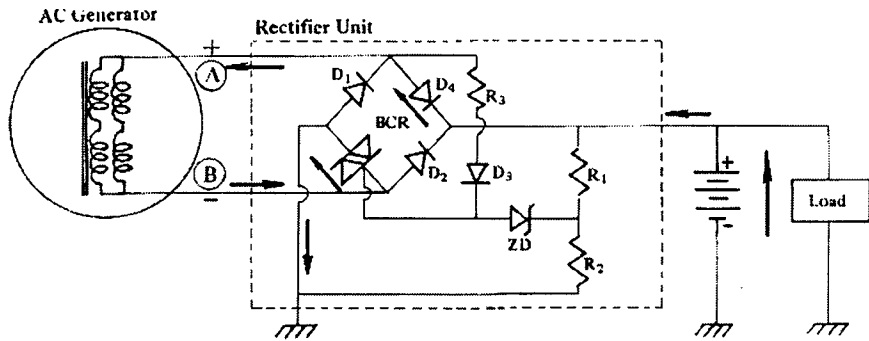 AC Generator
Rectifier Unit
+
A
D1
D4
R3
BCR
B
-
D2
D3
R1
ZD
R2
+
-
Load